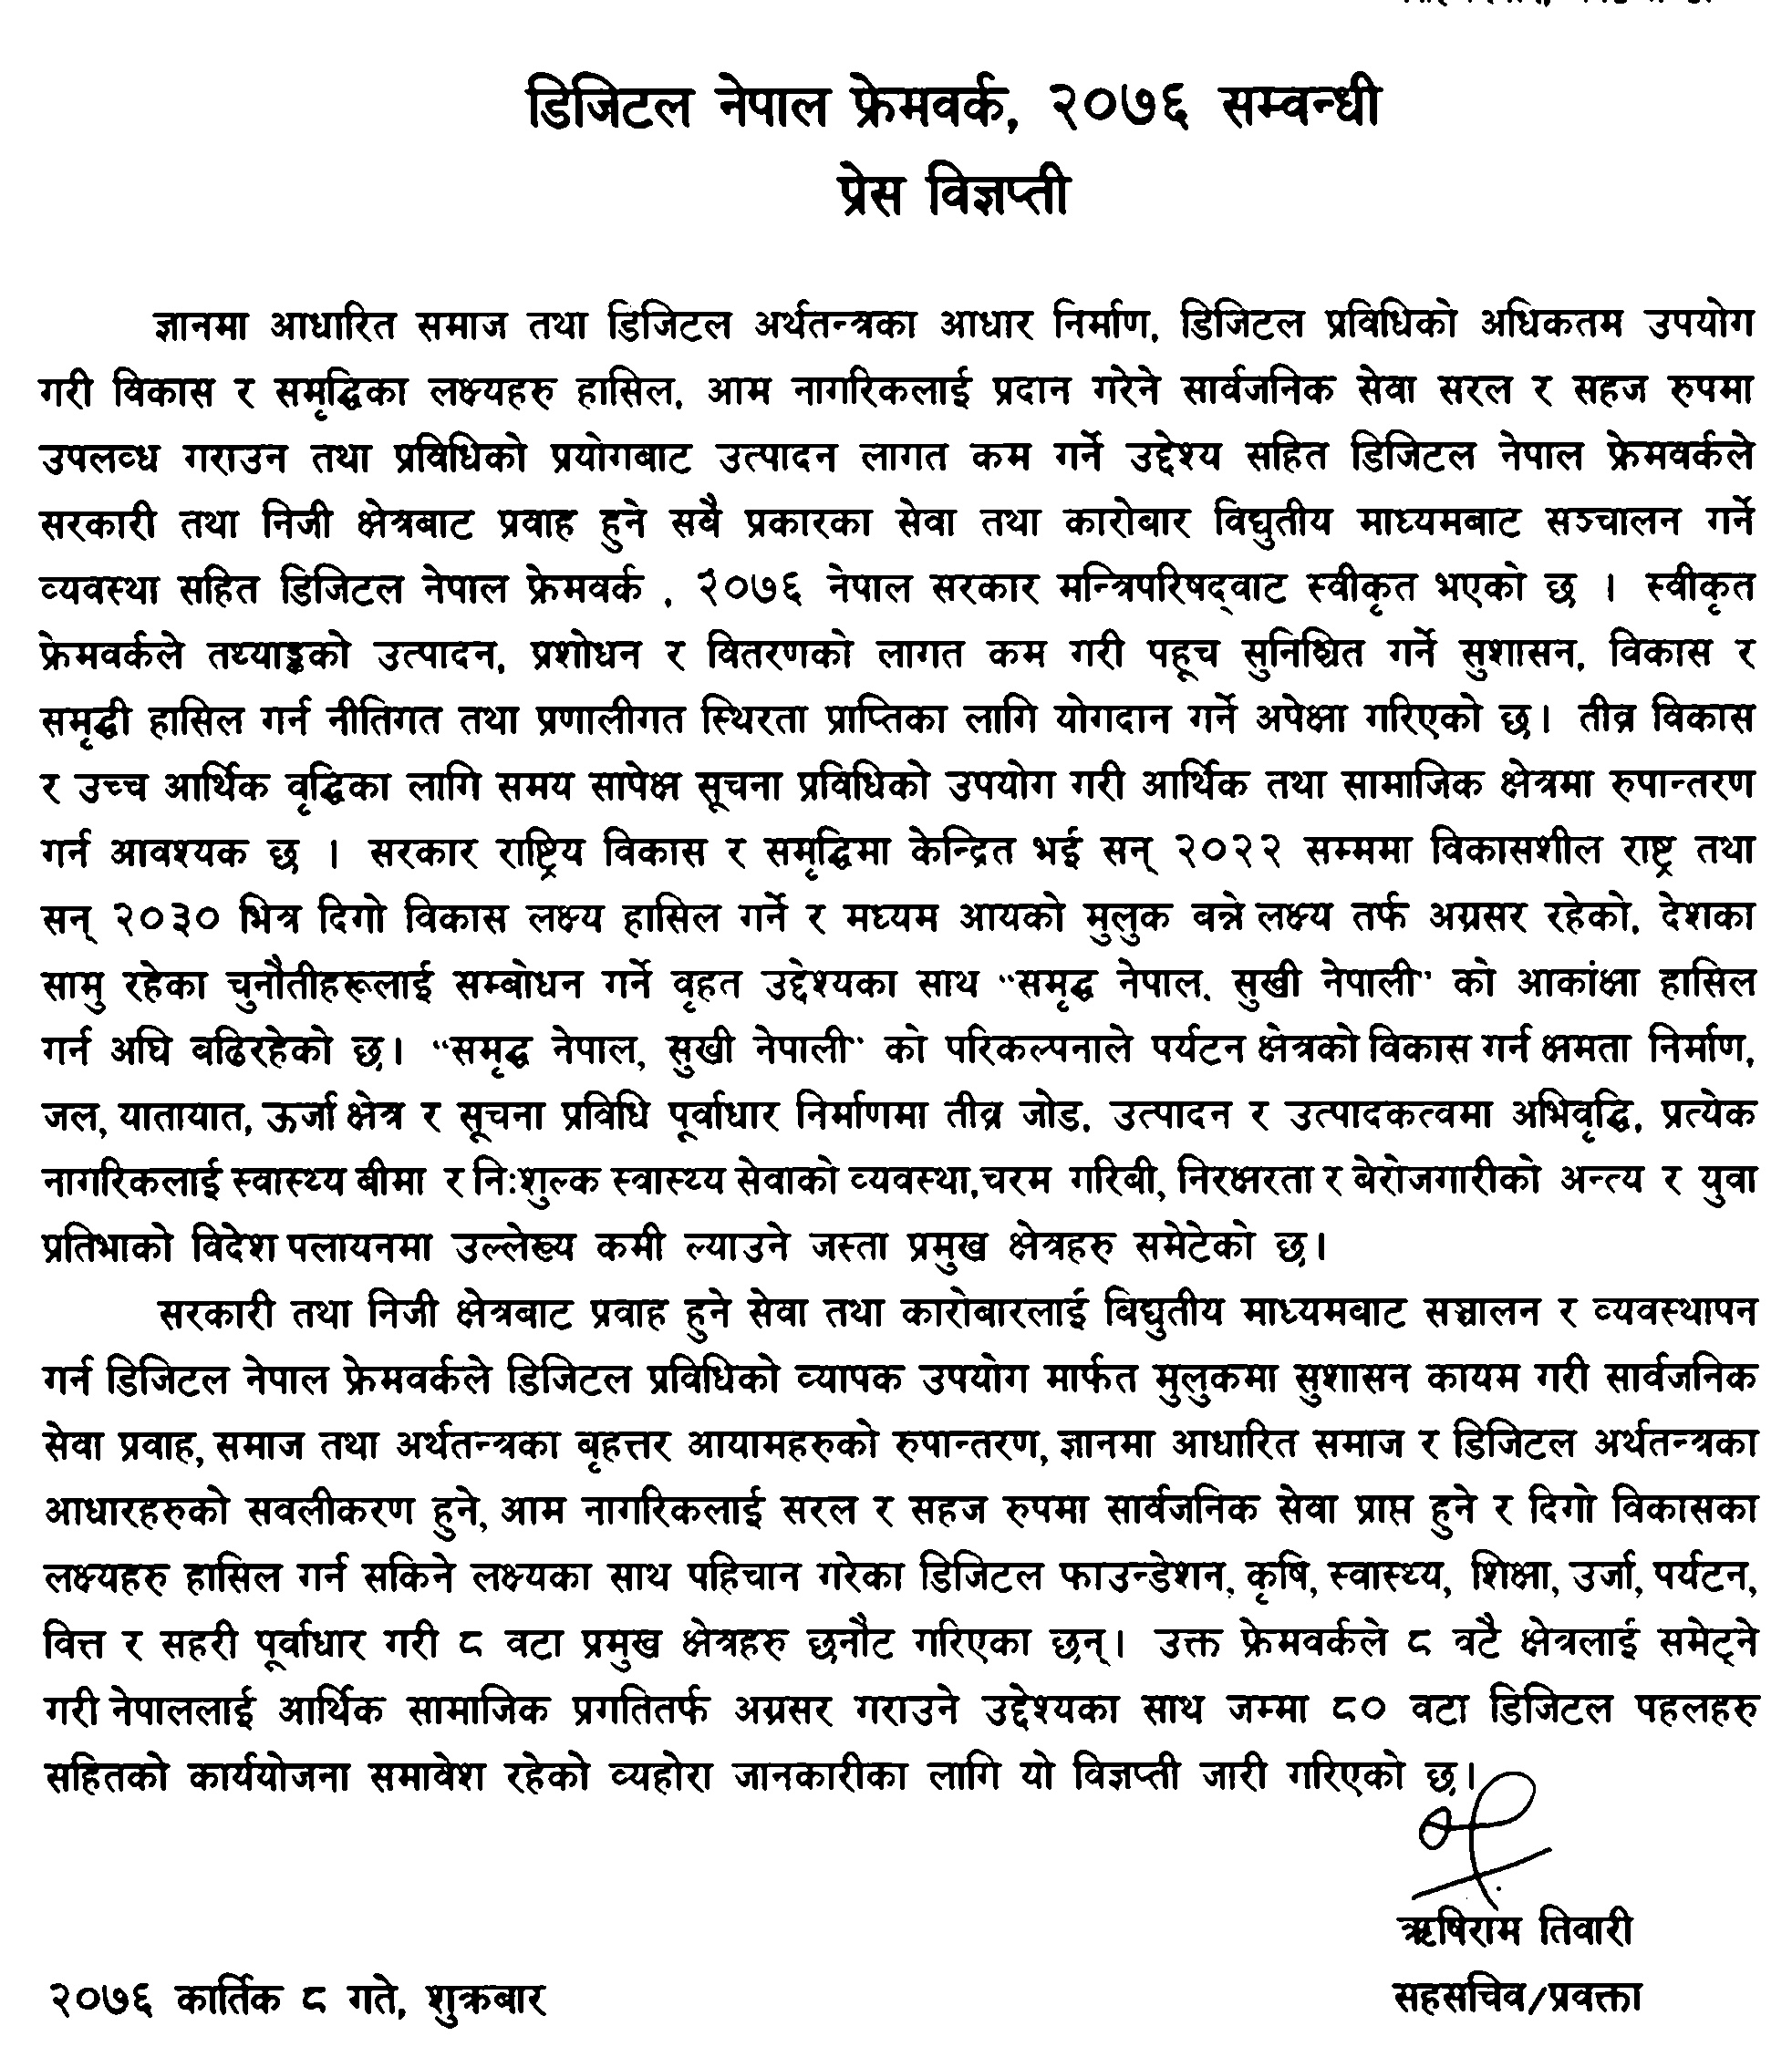 डिजिटल नेपाल फ्रेमवर्क, २०७६ सम्वन्धी
प्रेस विज्ञप्ती
ज्ञानमा आधारित समाज तथा डिजिटल अर्थतन्त्रका आधार निर्माण, डिजिटल प्रविधिको अधिकतम उपयोग
गरी विकास र समृद्धिका लक्ष्यहरु हासिल, आम नागरिकलाई प्रदान गरेने सार्वजनिक सेवा सरल र सहज रुपमा
उपलव्ध गराउन तथा प्रविधिको प्रयोगबाट उत्पादन लागत कम गर्ने उद्देश्य सहित डिजिटल नेपाल फ्रेमवर्कले
सरकारी तथा निजी क्षेत्रबाट प्रवाह हुने सबै प्रकारका सेवा तथा कारोबार विद्युतीय माध्यमबाट सञ्चालन गर्ने
व्यवस्था सहित डिजिटल नेपाल फ्रेमवर्क , २०७६ नेपाल सरकार मन्त्रिपरिषद्वाट स्वीकृत भएको छ । स्वीकृत
फ्रेमवर्कले तथ्याङ्कको उत्पादन, प्रशोधन र वितरणको लागत कम गरी पहूच सुनिश्चित गर्ने सुशासन, विकास र
समृद्धी हासिल गर्न नीतिगत तथा प्रणालीगत स्थिरता प्राप्तिका लागि योगदान गर्ने अपेक्षा गरिएको छ। तीव्र विकास
र उच्च आर्थिक वृद्धिका लागि समय सापेक्ष सूचना प्रविधिको उपयोग गरी आर्थिक तथा सामाजिक क्षेत्रमा रुपान्तरण
गर्न आवश्यक छ । सरकार राष्ट्रिय विकास र समृद्धिमा केन्द्रित भई सन् २०२२ सम्ममा विकासशील राष्ट्र तथा
सन् २०३० भित्र दिगो विकास लक्ष्य हासिल गर्ने र मध्यम आयको मुलुक बन्ने लक्ष्य तर्फ अग्रसर रहेको, देशका
सामु रहेका चुनौतीहरूलाई सम्बोधन गर्ने वृहत उद्देश्यका साथ “समृद्ध नेपाल, सुखी नेपाली” को आकांक्षा हासिल
गर्न अघि बढिरहेको छ। “समृद्ध नेपाल, सुखी नेपाली” को परिकल्पनाले पर्यटन क्षेत्रको विकास गर्न क्षमता निर्माण,
जल, यातायात, ऊर्जा क्षेत्र र सूचना प्रविधि पूर्वाधार निर्माणमा तीव्र जोड, उत्पादन र उत्पादकत्वमा अभिवृद्धि, प्रत्येक
नागरिकलाई स्वास्थ्य बीमा र निःशुल्क स्वास्थ्य सेवाको व्यवस्था,चरम गरिबी, निरक्षरता र बेरोजगारीको अन्त्य र युवा
प्रतिभाको विदेश पलायनमा उल्लेख्य कमी ल्याउने जस्ता प्रमुख क्षेत्रहरु समेटेको छ।
सरकारी तथा निजी क्षेत्रबाट प्रवाह हुने सेवा तथा कारोबारलाई विद्युतीय माध्यमवाट सञ्चालन र व्यवस्थापन
गर्न डिजिटल नेपाल फ्रेमवर्कले डिजिटल प्रविधिको व्यापक उपयोग मार्फत मुलुकमा सुशासन कायम गरी सार्वजनिक
सेवा प्रवाह, समाज तथा अर्थतन्त्रका बृहत्तर आयामहरुको रुपान्तरण, ज्ञानमा आधारित समाज र डिजिटल अर्थतन्त्रका
आधारहरुको सवलीकरण हुने, आम नागरिकलाई सरल र सहज रुपमा सार्वजनिक सेवा प्राप्त हुने र दिगो विकासका
लक्ष्यहरु हासिल गर्न सकिने लक्ष्यका साथ पहिचान गरेका डिजिटल फाउन्डेशन, कृषि, स्वास्थ्य, शिक्षा, उर्जा, पर्यटन,
वित्त र सहरी पूर्वाधार गरी ८ वटा प्रमुख क्षेत्रहरु छनौट गरिएका छन्। उक्त फ्रेमवर्कले ८ वटै क्षेत्रलाई समेट्ने
गरी नेपाललाई आर्थिक सामाजिक प्रगतितर्फ अग्रसर गराउने उद्देश्यका साथ जम्मा ८० वटा डिजिटल पहलहरु
सहितको कार्ययोजना समावेश रहेको व्यहोरा जानकारीका लागि यो विज्ञप्ती जारी गरिएको छ।
ऋषिराम तिवारी
२०७६ कार्तिक ८ गते, शुक्रबार
सहसचिव/प्रवक्ता